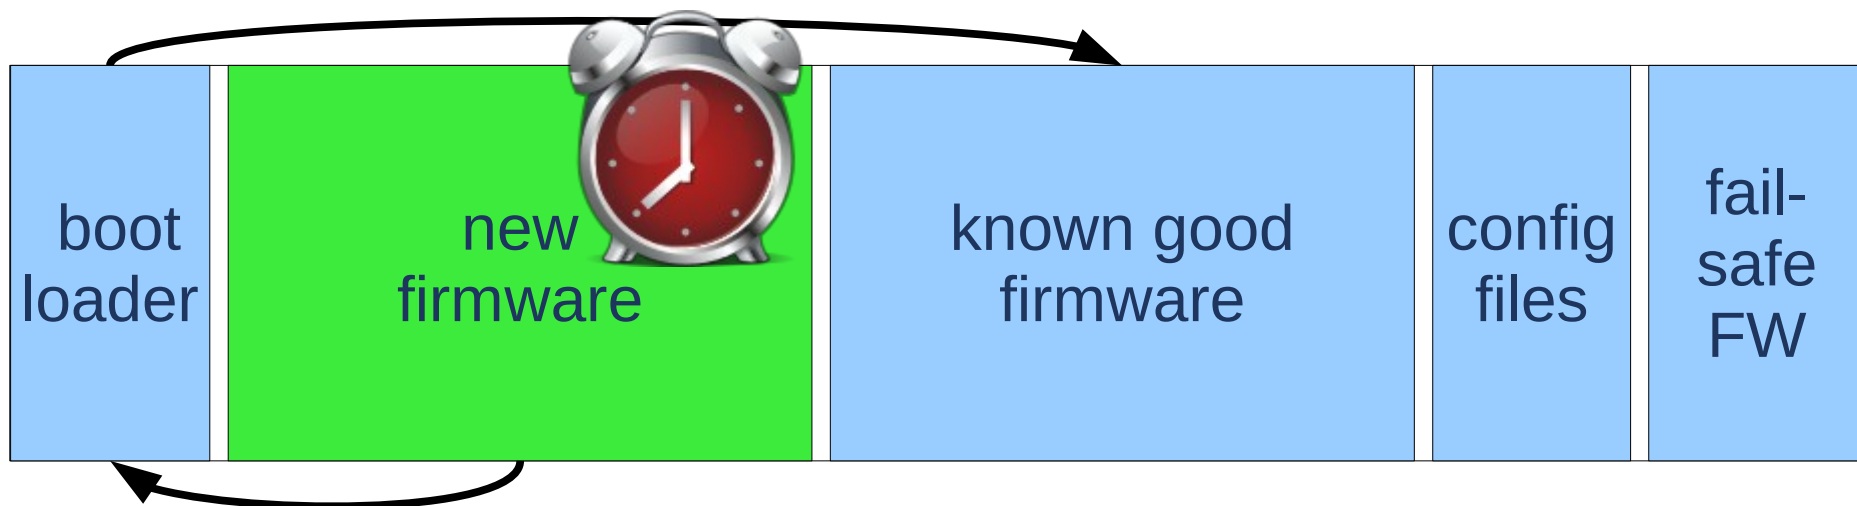 boot
loader
new
firmware
known good
firmware
config
files
fail-
safe
FW